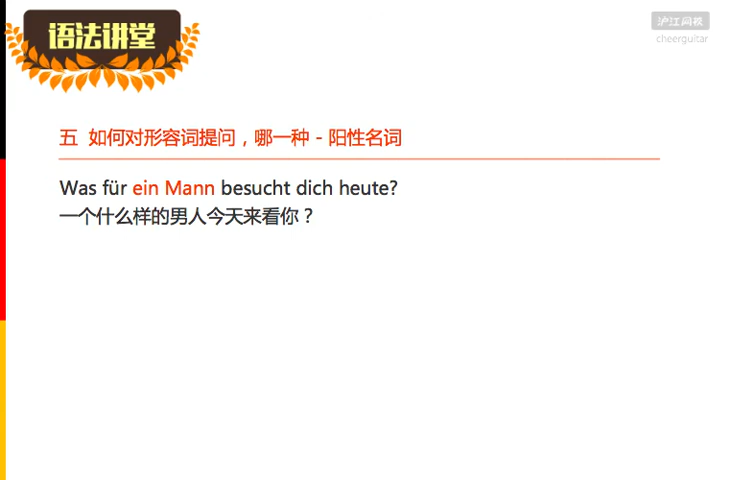 语法讲堂
沪江网校
cheerguitar
五 如何对形容词提问，哪一种 - 阳性名词
Was für ein Mann besucht dich heute?
一个什么样的男人今天来看你？